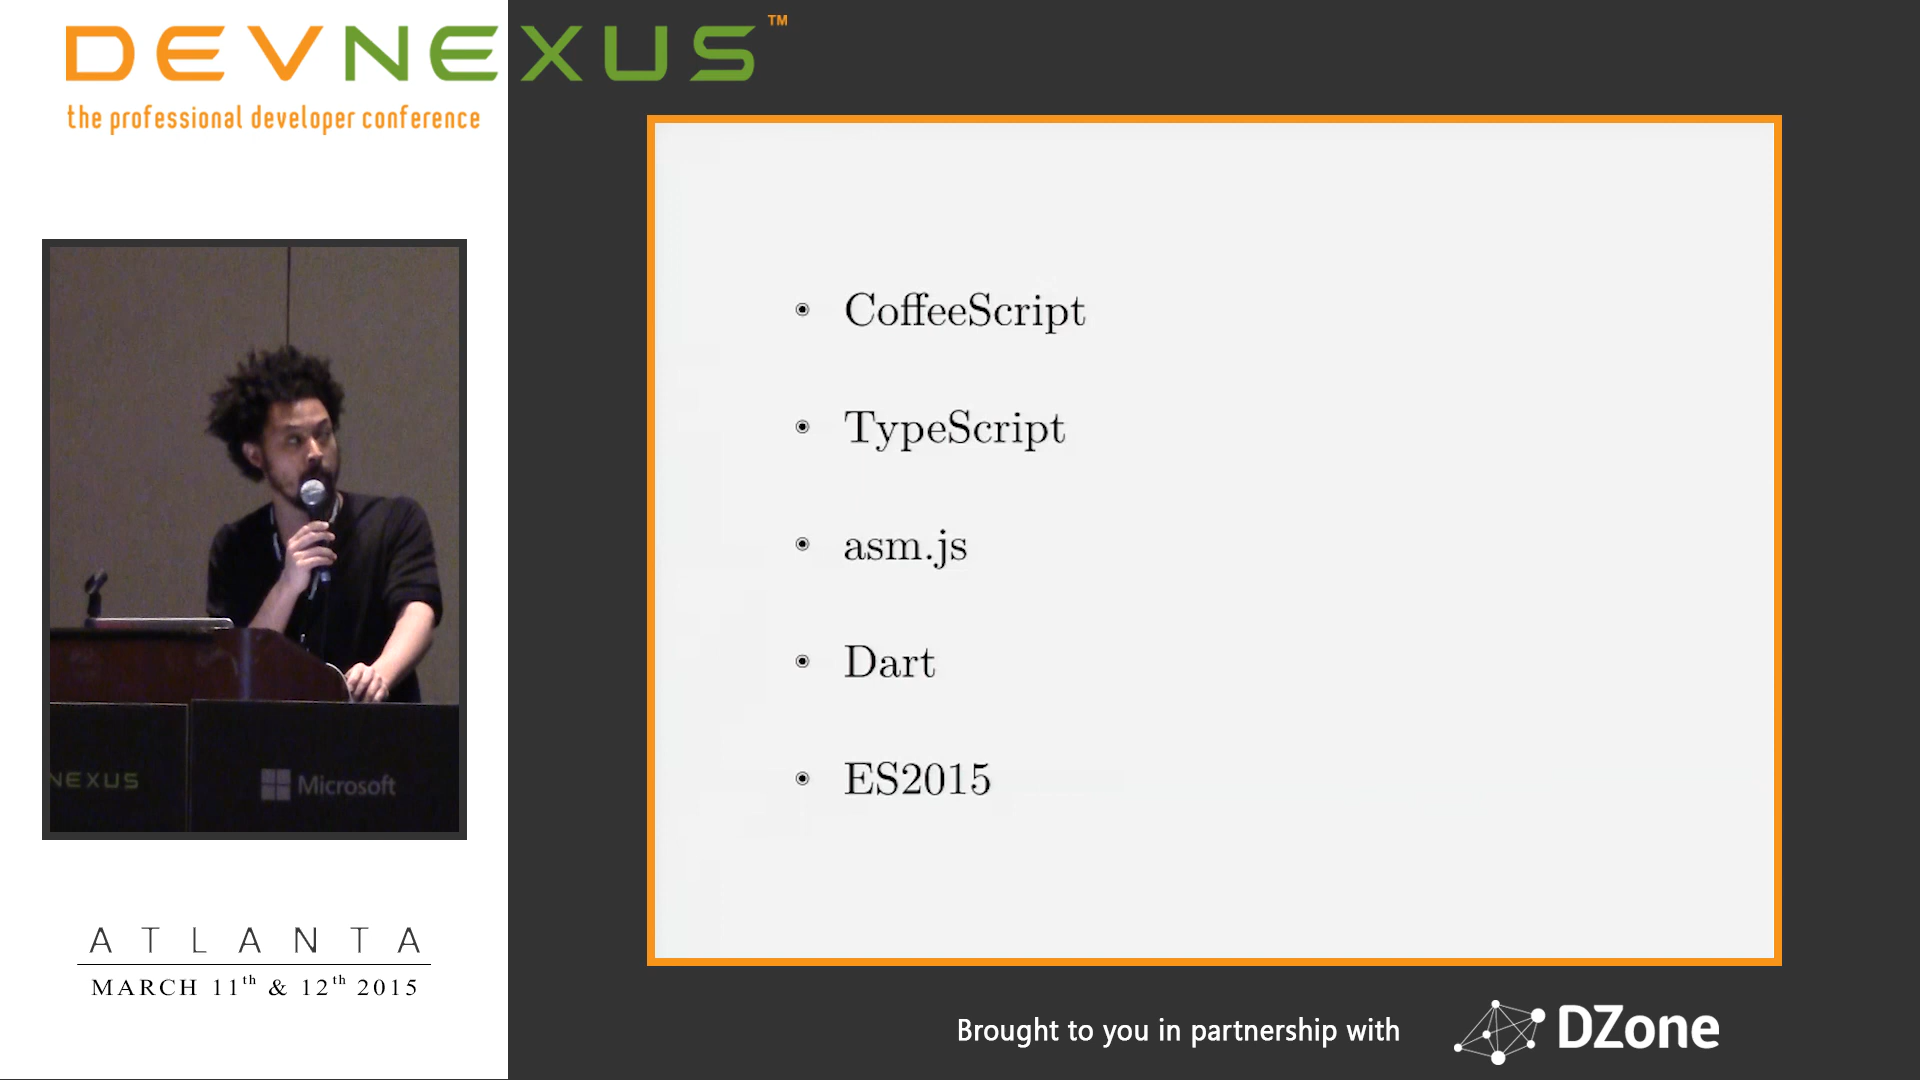 DEVNEXUS™
the professional developer conference
• CoffeeScript
• TypeScript
• asm.js
• Dart
• ES2015
NEXUS
Microsoft
ATLANTA
MARCH 11th & 12th 2015
Brought to you in partnership with
DZone